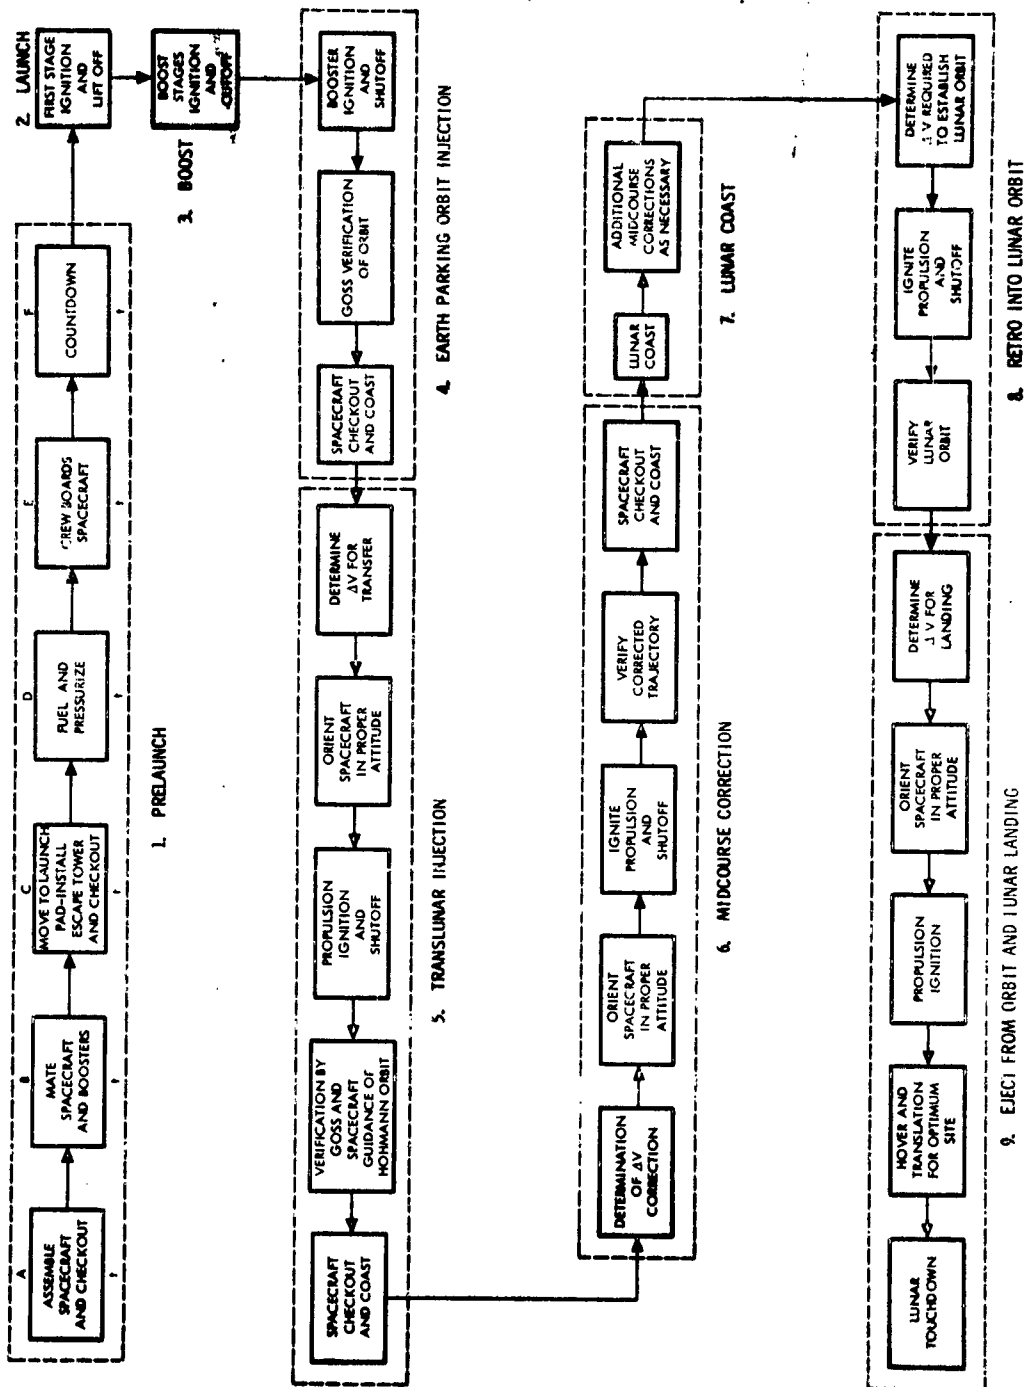 A
ASSEMBLE
SPACECRAFT
AND CHECKOUT
B
MATE
SPACECRAFT
AND BOOSTERS
C
MOVE TO LAUNCH
PAD-INSTALL
ESCAPE TOWER
AND CHECKOUT
D
FUEL AND
PRESSURIZE
E
CREW BOARDS
SPACECRAFT
F
COUNTDOWN
1. PRELAUNCH
2. LAUNCH
FIRST STAGE
IGNITION
AND
LIFT OFF
BOOST
STAGES
IGNITION
AND
CUTOFF
3. BOOST
BOOSTER
IGNITION
AND
SHUTOFF
GOSS VERIFICATION
OF ORBIT
SPACECRAFT
CHECKOUT
AND COAST
4. EARTH PARKING ORBIT INJECTION
DETERMINE
ΔV FOR
TRANSFER
ORIENT
SPACECRAFT
IN PROPER
ATTITUDE
PROPULSION
IGNITION
AND
SHUTOFF
VERIFICATION BY
GOSS AND
SPACECRAFT
GUIDANCE OF
HOHMANN ORBIT
SPACECRAFT
CHECKOUT
AND COAST
5. TRANSLUNAR INJECTION
DETERMINATION
OF ΔV
CORRECTION
ORIENT
SPACECRAFT
IN PROPER
ATTITUDE
IGNITE
PROPULSION
AND
SHUTOFF
VERIFY
CORRECTED
TRAJECTORY
SPACECRAFT
CHECKOUT
AND COAST
6. MIDCOURSE CORRECTION
LUNAR
COAST
ADDITIONAL
MIDCOURSE
CORRECTIONS
AS NECESSARY
7. LUNAR COAST
DETERMINE
ΔV REQUIRED
TO ESTABLISH
LUNAR ORBIT
IGNITE
PROPULSION
AND
SHUTOFF
VERIFY
LUNAR
ORBIT
8. RETRO INTO LUNAR ORBIT
DETERMINE
ΔV FOR
LANDING
ORIENT
SPACECRAFT
IN PROPER
ATTITUDE
PROPULSION
IGNITION
HOVER AND
TRANSLATION
FOR OPTIMUM
SITE
LUNAR
TOUCHDOWN
9. EJECT FROM ORBIT AND LUNAR LANDING